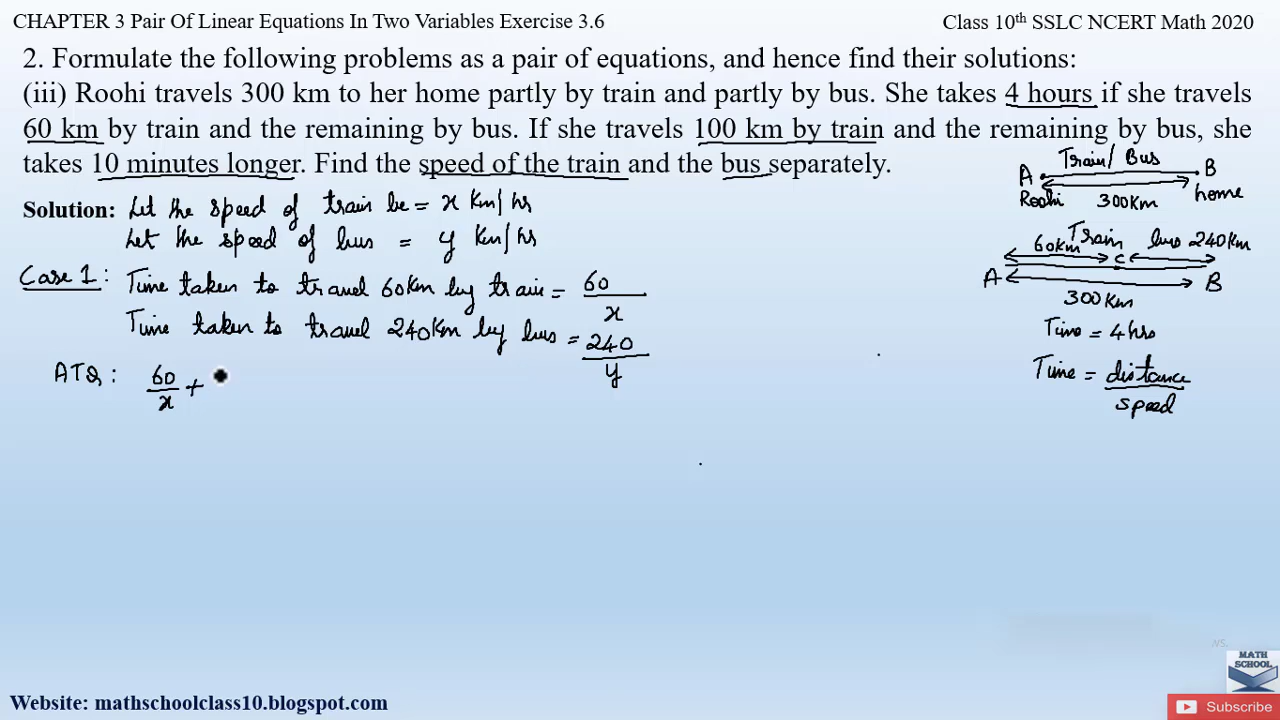 CHAPTER 3 Pair Of Linear Equations In Two Variables Exercise 3.6
Class 10th SSLC NCERT Math 2020
2. Formulate the following problems as a pair of equations, and hence find their solutions:
(iii) Roohi travels 300 km to her home partly by train and partly by bus. She takes 4 hours if she travels
60 km by train and the remaining by bus. If she travels 100 km by train and the remaining by bus, she
takes 10 minutes longer. Find the speed of the train and the bus separately.
Train/ Bus
A B
Roohi 300Km home
Solution: Let the speed of train be = x Km/hs
Let the speed of bus = y Km/hs
60Km Train C bus 240Km
A B
300Km
Case 1: Time taken to travel 60Km by train = 60/x
Time taken to travel 240Km by bus = 240/y
Time = 4hrs
Time = distance/speed
ATQ: 60/x +
MATH
SCHOOL
Website: mathschoolclass10.blogspot.com
Subscribe